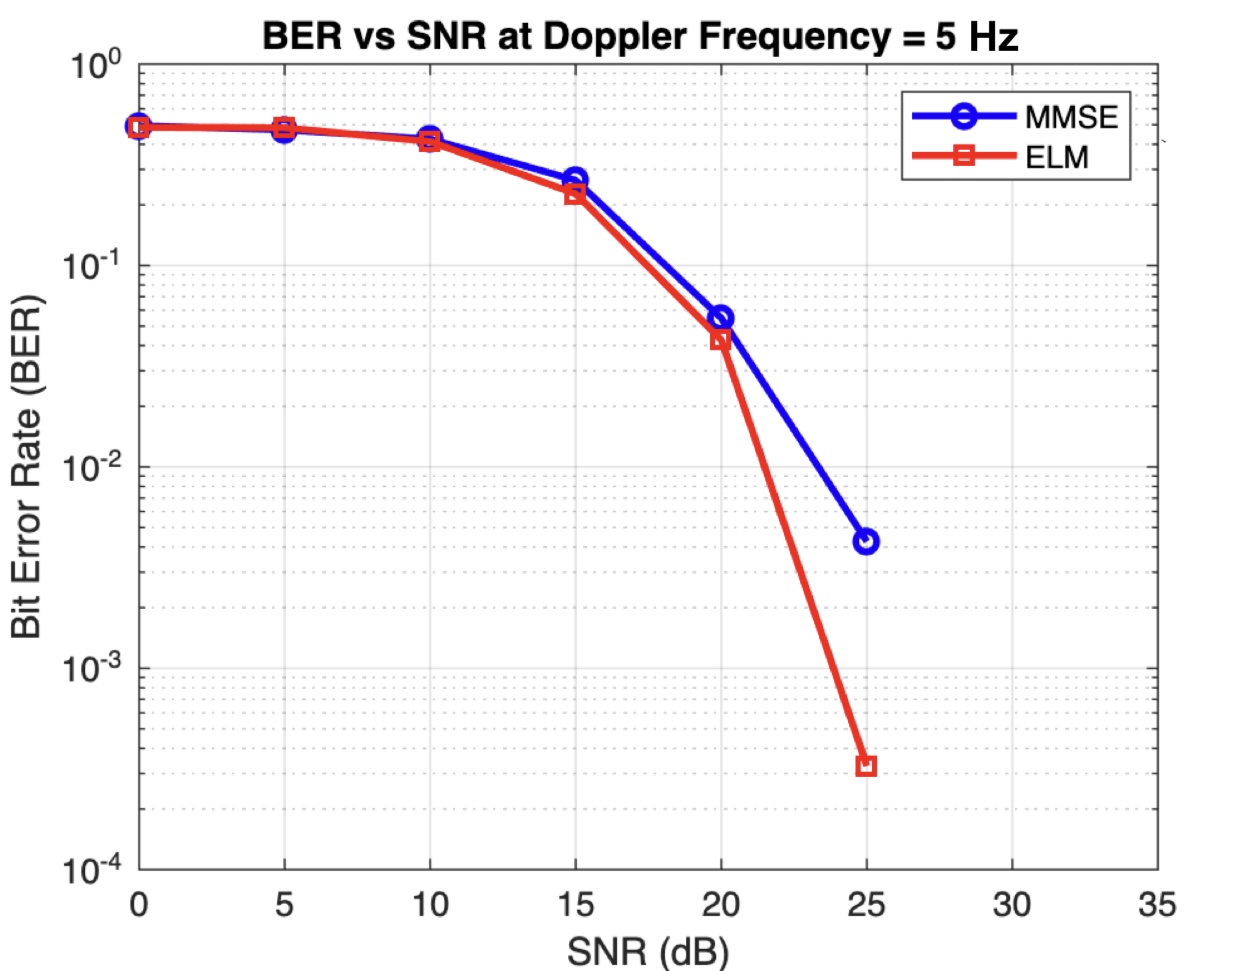 BER vs SNR at Doppler Frequency = 5 Hz
10^0
10^-1
10^-2
10^-3
10^-4
Bit Error Rate (BER)
MMSE
ELM
0 5 10 15 20 25 30 35
SNR (dB)